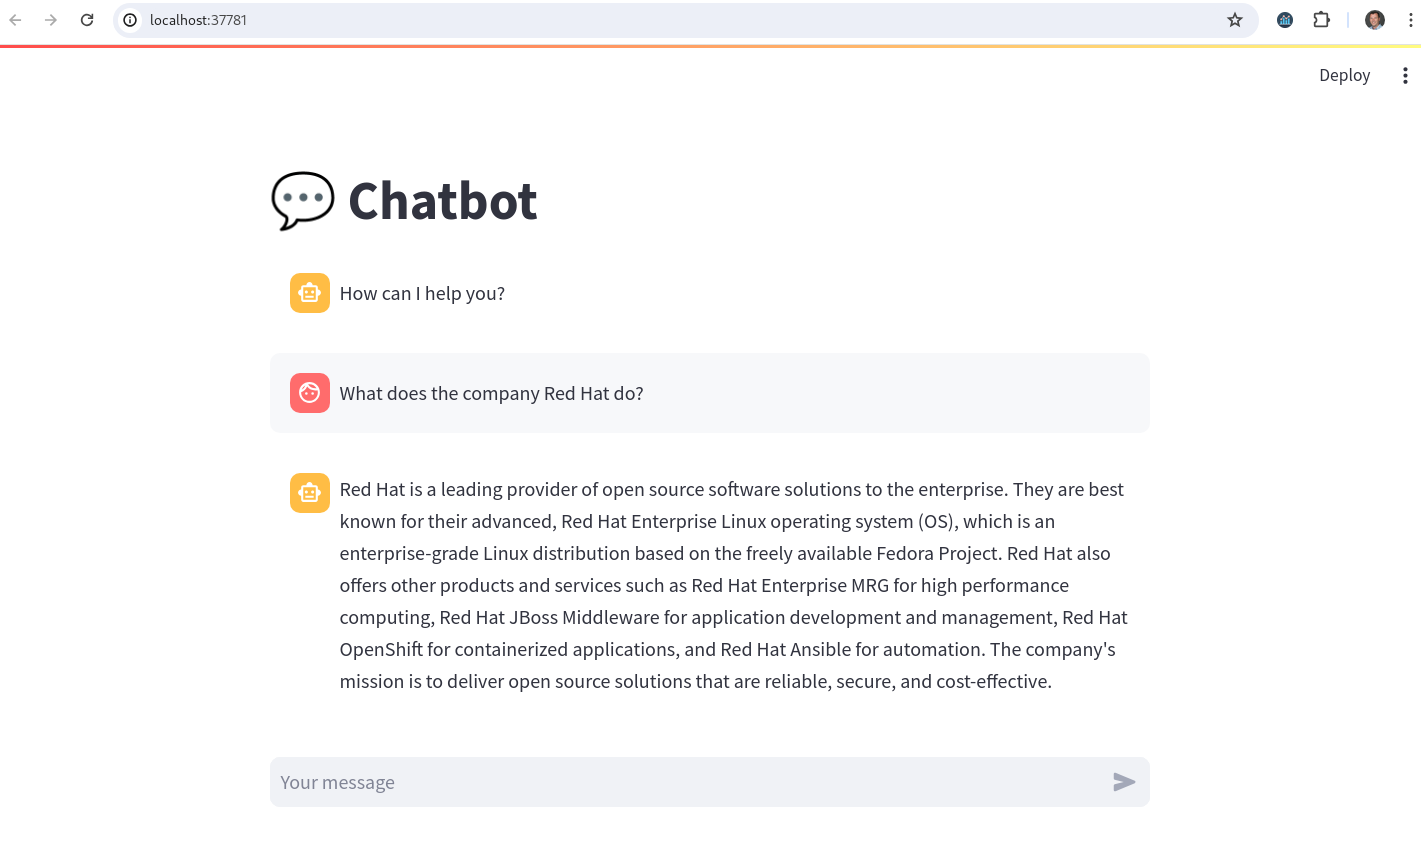 localhost:37781
Deploy
Chatbot
How can I help you?
What does the company Red Hat do?
Red Hat is a leading provider of open source software solutions to the enterprise. They are best
known for their advanced, Red Hat Enterprise Linux operating system (OS), which is an
enterprise-grade Linux distribution based on the freely available Fedora Project. Red Hat also
offers other products and services such as Red Hat Enterprise MRG for high performance
computing, Red Hat JBoss Middleware for application development and management, Red Hat
OpenShift for containerized applications, and Red Hat Ansible for automation. The company's
mission is to deliver open source solutions that are reliable, secure, and cost-effective.
Your message